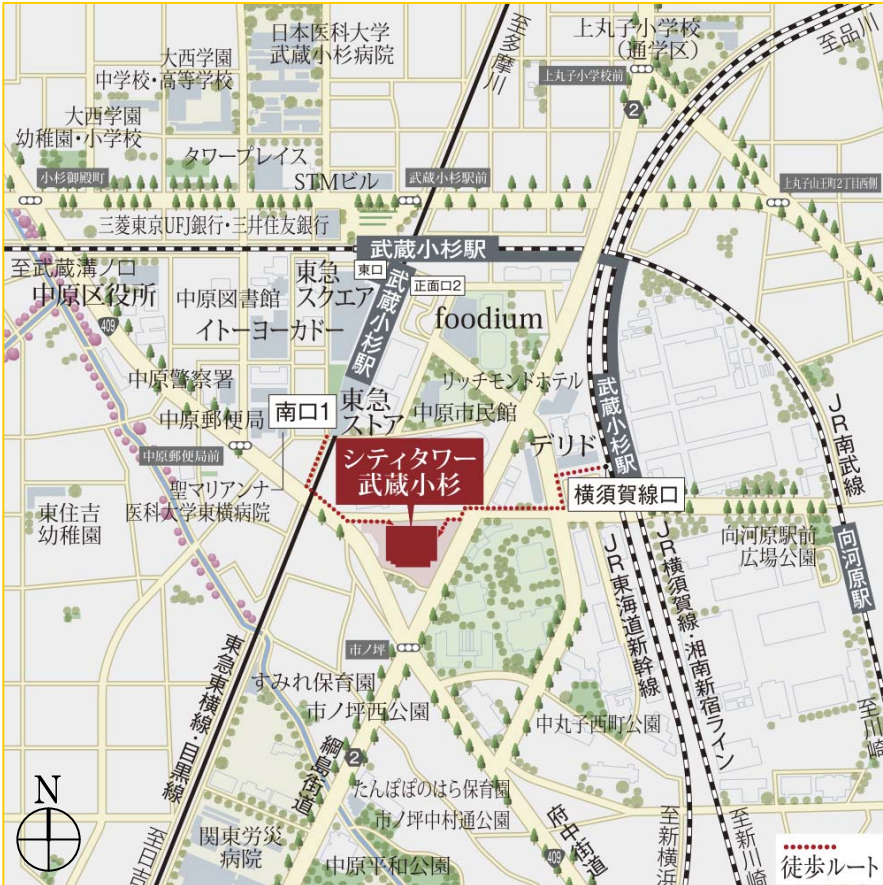 日本医科大学
武蔵小杉病院
至多摩川
上丸子小学校
（通学区）
至品川
大西学園
中学校・高等学校
上丸子小学校前
2
大西学園
幼稚園・小学校
タワープレイス
小杉御殿町
STMビル
武蔵小杉駅前
上丸子山王町2丁目西側
三菱東京UFJ銀行・三井住友銀行
武蔵小杉駅
至武蔵溝ノ口
東急
スクエア
東口
武蔵小杉駅
正面口2
中原区役所
中原図書館
foodium
409
イトーヨーカドー
中原警察署
リッチモンドホテル
武蔵小杉駅
JR南武線
中原郵便局
南口1
東急
ストア
中原市民館
デリド
中原郵便局前
シティタワー
武蔵小杉
横須賀線口
聖マリアンナ
医科大学東横病院
東住吉
幼稚園
向河原駅前
広場公園
向河原駅
JR東海道新幹線
JR横須賀線・湘南新宿ライン
市ノ坪
東急東横線・目黒線
すみれ保育園
市ノ坪西公園
中丸子西町公園
至川崎
綱島街道
2
たんぽぽのはら保育園
市ノ坪中村通公園
府中街道
409
N
関東労災
病院
中原平和公園
至日吉
至新横浜
至新川崎
徒歩ルート